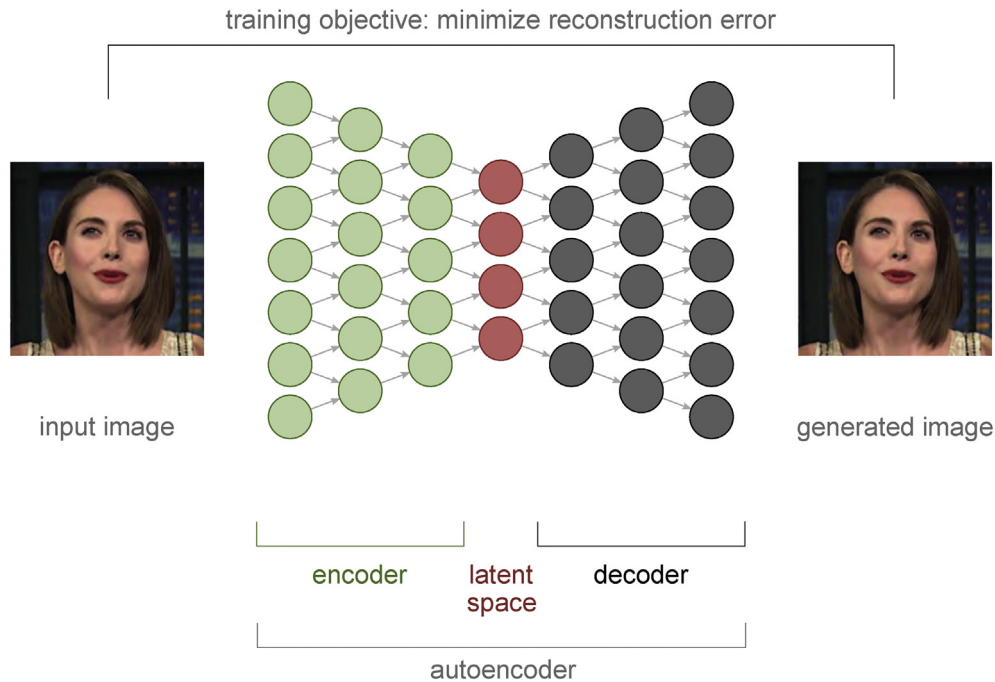 training objective: minimize reconstruction error
input image
generated image
encoder
latent
space
decoder
autoencoder